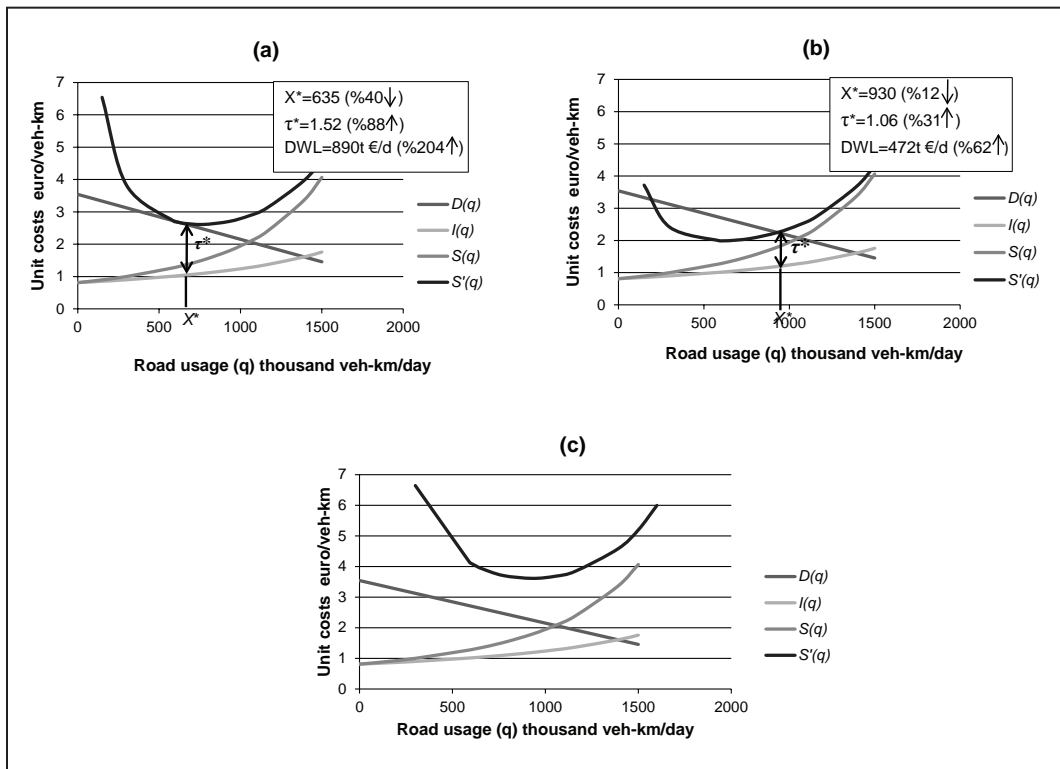 (a)
7
6
5
4
3
2
1
0
Unit costs euro/veh-km
X*=635 (%40↓)
τ*=1.52 (%88↑)
DWL=890t €/d (%204↑)
τ*
X*
D(q)
I(q)
S(q)
S'(q)
0 500 1000 1500 2000
Road usage (q) thousand veh-km/day
(b)
7
6
5
4
3
2
1
0
Unit costs euro/veh-km
X*=930 (%12↓)
τ*=1.06 (%31↑)
DWL=472t €/d (%62↑)
τ*
X*
D(q)
I(q)
S(q)
S'(q)
0 500 1000 1500 2000
Road usage (q) thousand veh-km/day
(c)
7
6
5
4
3
2
1
0
Unit costs euro/veh-km
D(q)
I(q)
S(q)
S'(q)
0 500 1000 1500 2000
Road usage (q) thousand veh-km/day